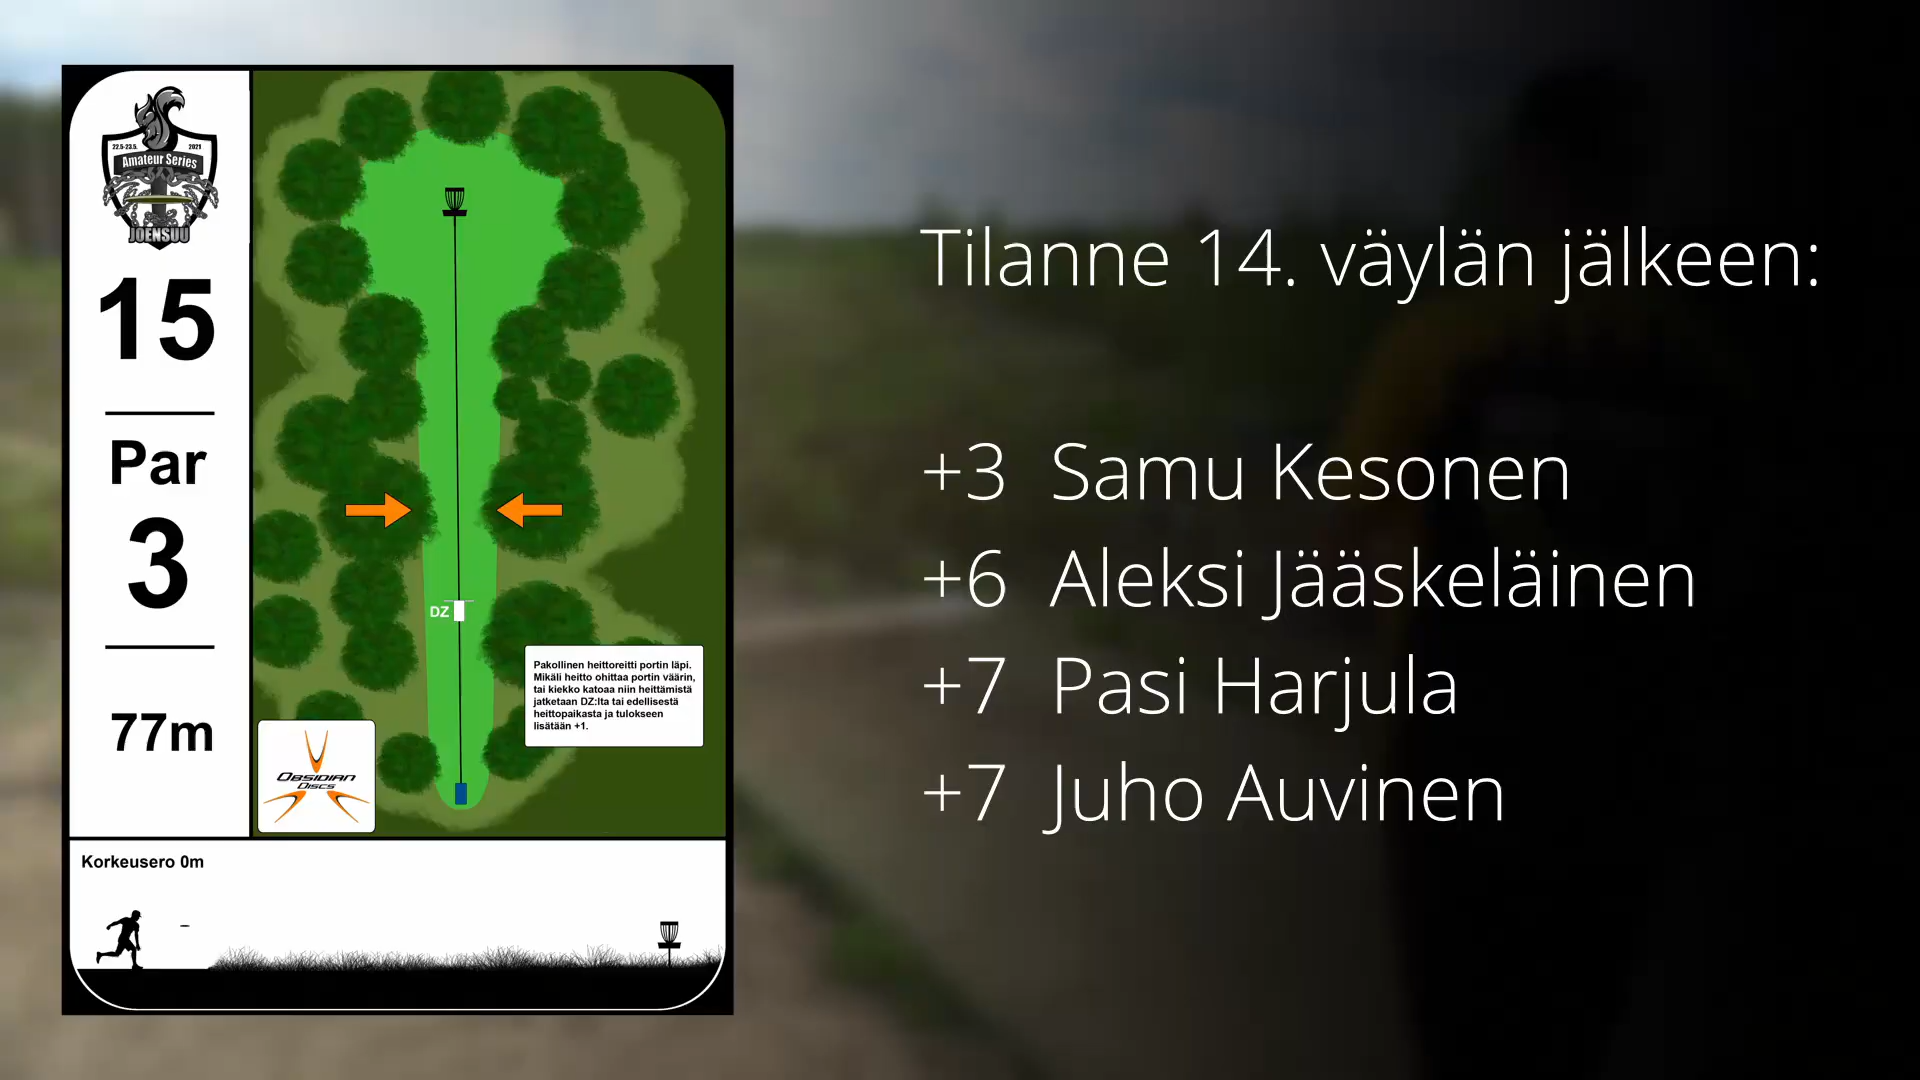 22.5-23.5. 2021
Amateur Series
JOENSUU
15
Par
3
77m
DZ
Pakollinen heittoreitti portin läpi.
Mikäli heitto ohittaa portin väärin,
tai kiekko katoaa niin heittämistä
jatketaan DZ:lta tai edellisestä
heittopaikasta ja tulokseen
lisätään +1.
OBSIDIAN
DISCS
Korkeusero 0m
Tilanne 14. väylän jälkeen:
+3 Samu Kesonen
+6 Aleksi Jääskeläinen
+7 Pasi Harjula
+7 Juho Auvinen